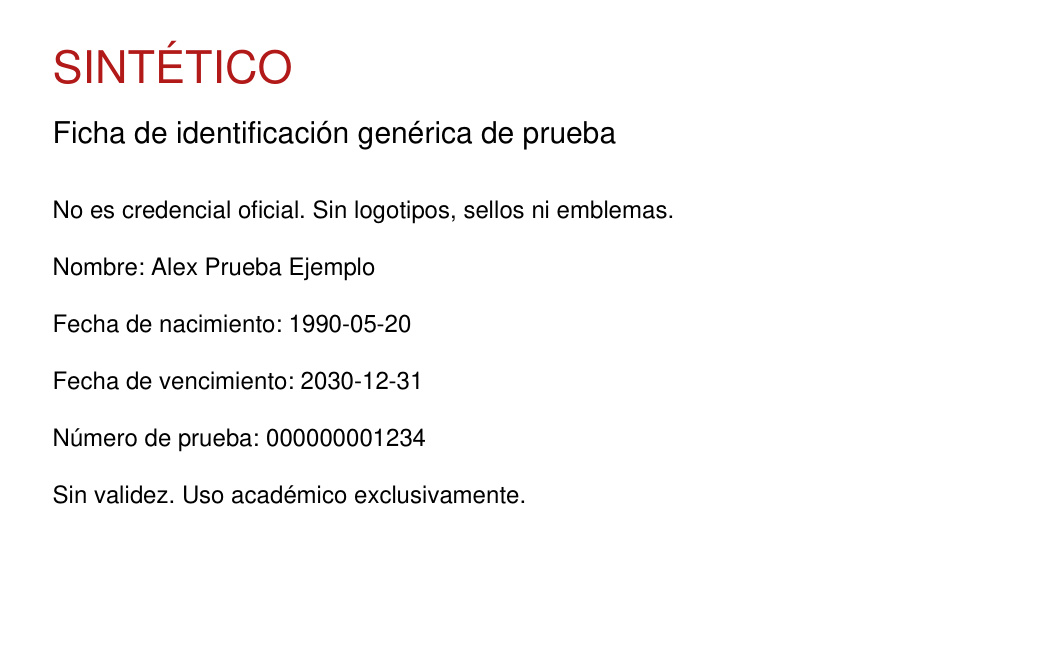 SINTÉTICO
Ficha de identificación genérica de prueba
No es credencial oficial. Sin logotipos, sellos ni emblemas.
Nombre: Alex Prueba Ejemplo
Fecha de nacimiento: 1990-05-20
Fecha de vencimiento: 2030-12-31
Número de prueba: 000000001234
Sin validez. Uso académico exclusivamente.